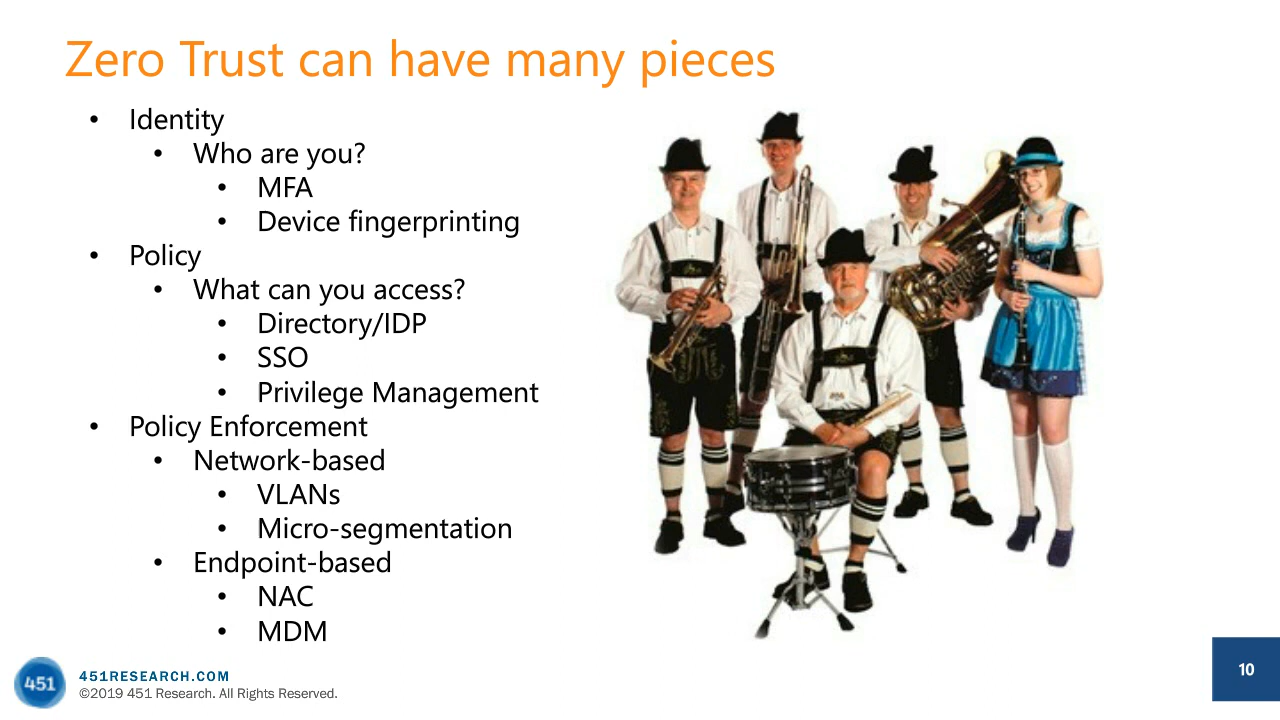 Zero Trust can have many pieces
• Identity
• Who are you?
• MFA
• Device fingerprinting
• Policy
• What can you access?
• Directory/IDP
• SSO
• Privilege Management
• Policy Enforcement
• Network-based
• VLANs
• Micro-segmentation
• Endpoint-based
• NAC
• MDM
451
451RESEARCH.COM
©2019 451 Research. All Rights Reserved.
10